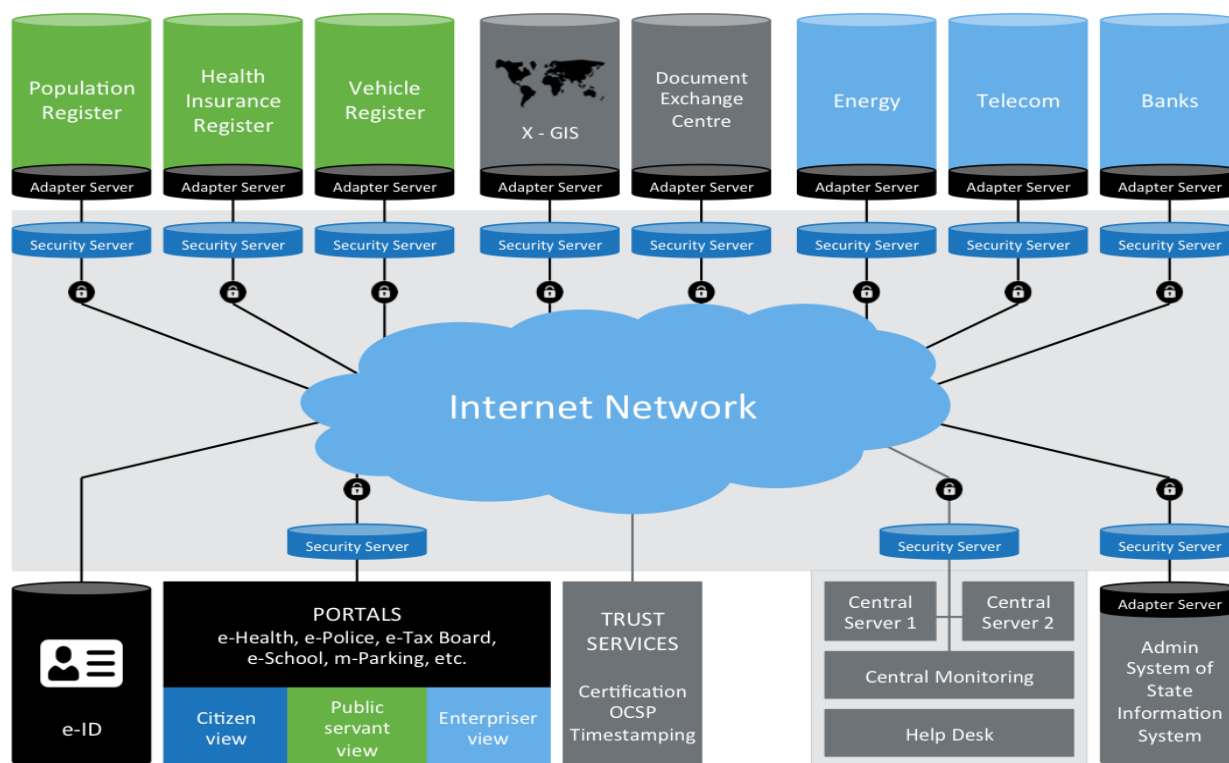 Population
Register
Health
Insurance
Register
Vehicle
Register
X - GIS
Document
Exchange
Centre
Energy
Telecom
Banks
Adapter Server
Adapter Server
Adapter Server
Adapter Server
Adapter Server
Adapter Server
Adapter Server
Adapter Server
Security Server
Security Server
Security Server
Security Server
Security Server
Security Server
Security Server
Security Server
Internet Network
Security Server
Security Server
Security Server
e-ID
PORTALS
e-Health, e-Police, e-Tax Board,
e-School, m-Parking, etc.
Citizen
view
Public
servant
view
Enterpriser
view
TRUST
SERVICES
Certification
OCSP
Timestamping
Central
Server 1
Central
Server 2
Central Monitoring
Help Desk
Adapter Server
Admin
System of
State
Information
System